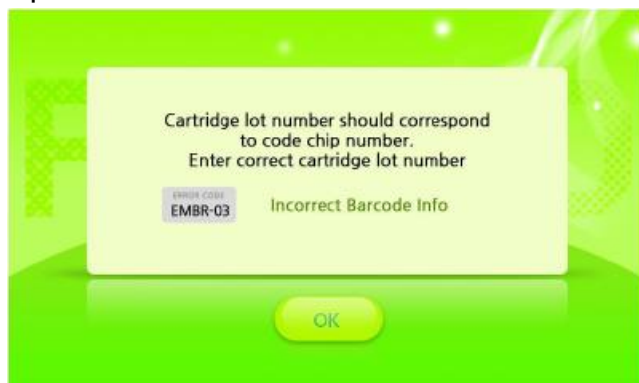 Cartridge lot number should correspond
to code chip number.
Enter correct cartridge lot number
ERROR CODE
EMBR-03
Incorrect Barcode Info
OK